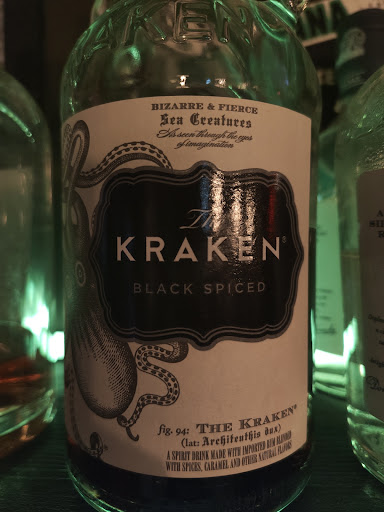 KRAKEN
BIZARRE & FIERCE
Sea Creatures
As seen through the eyes
of imagination
The
KRAKEN®
BLACK SPICED
fig. 94: THE KRAKEN®
(lat: Architeuthis dux)
A SPIRIT DRINK MADE WITH IMPORTED RUM BLENDED
WITH SPICES, CARAMEL AND OTHER NATURAL FLAVORS